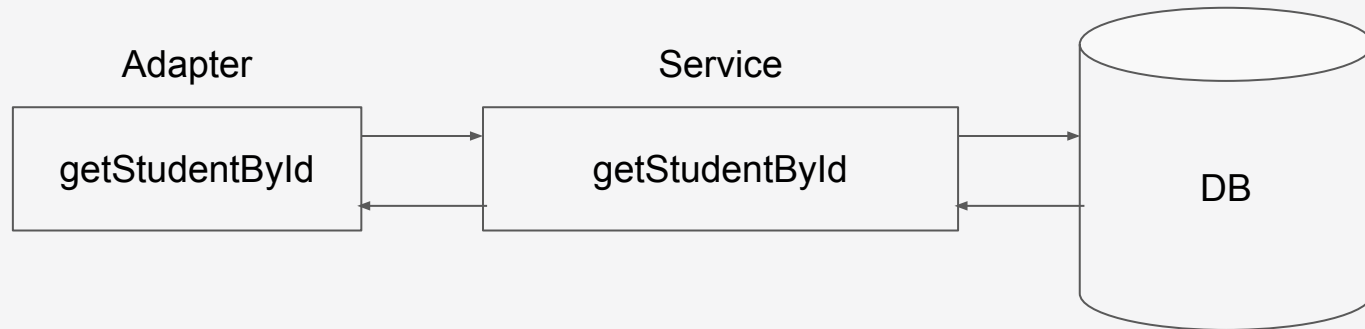 Adapter
Service
getStudentById
getStudentById
DB